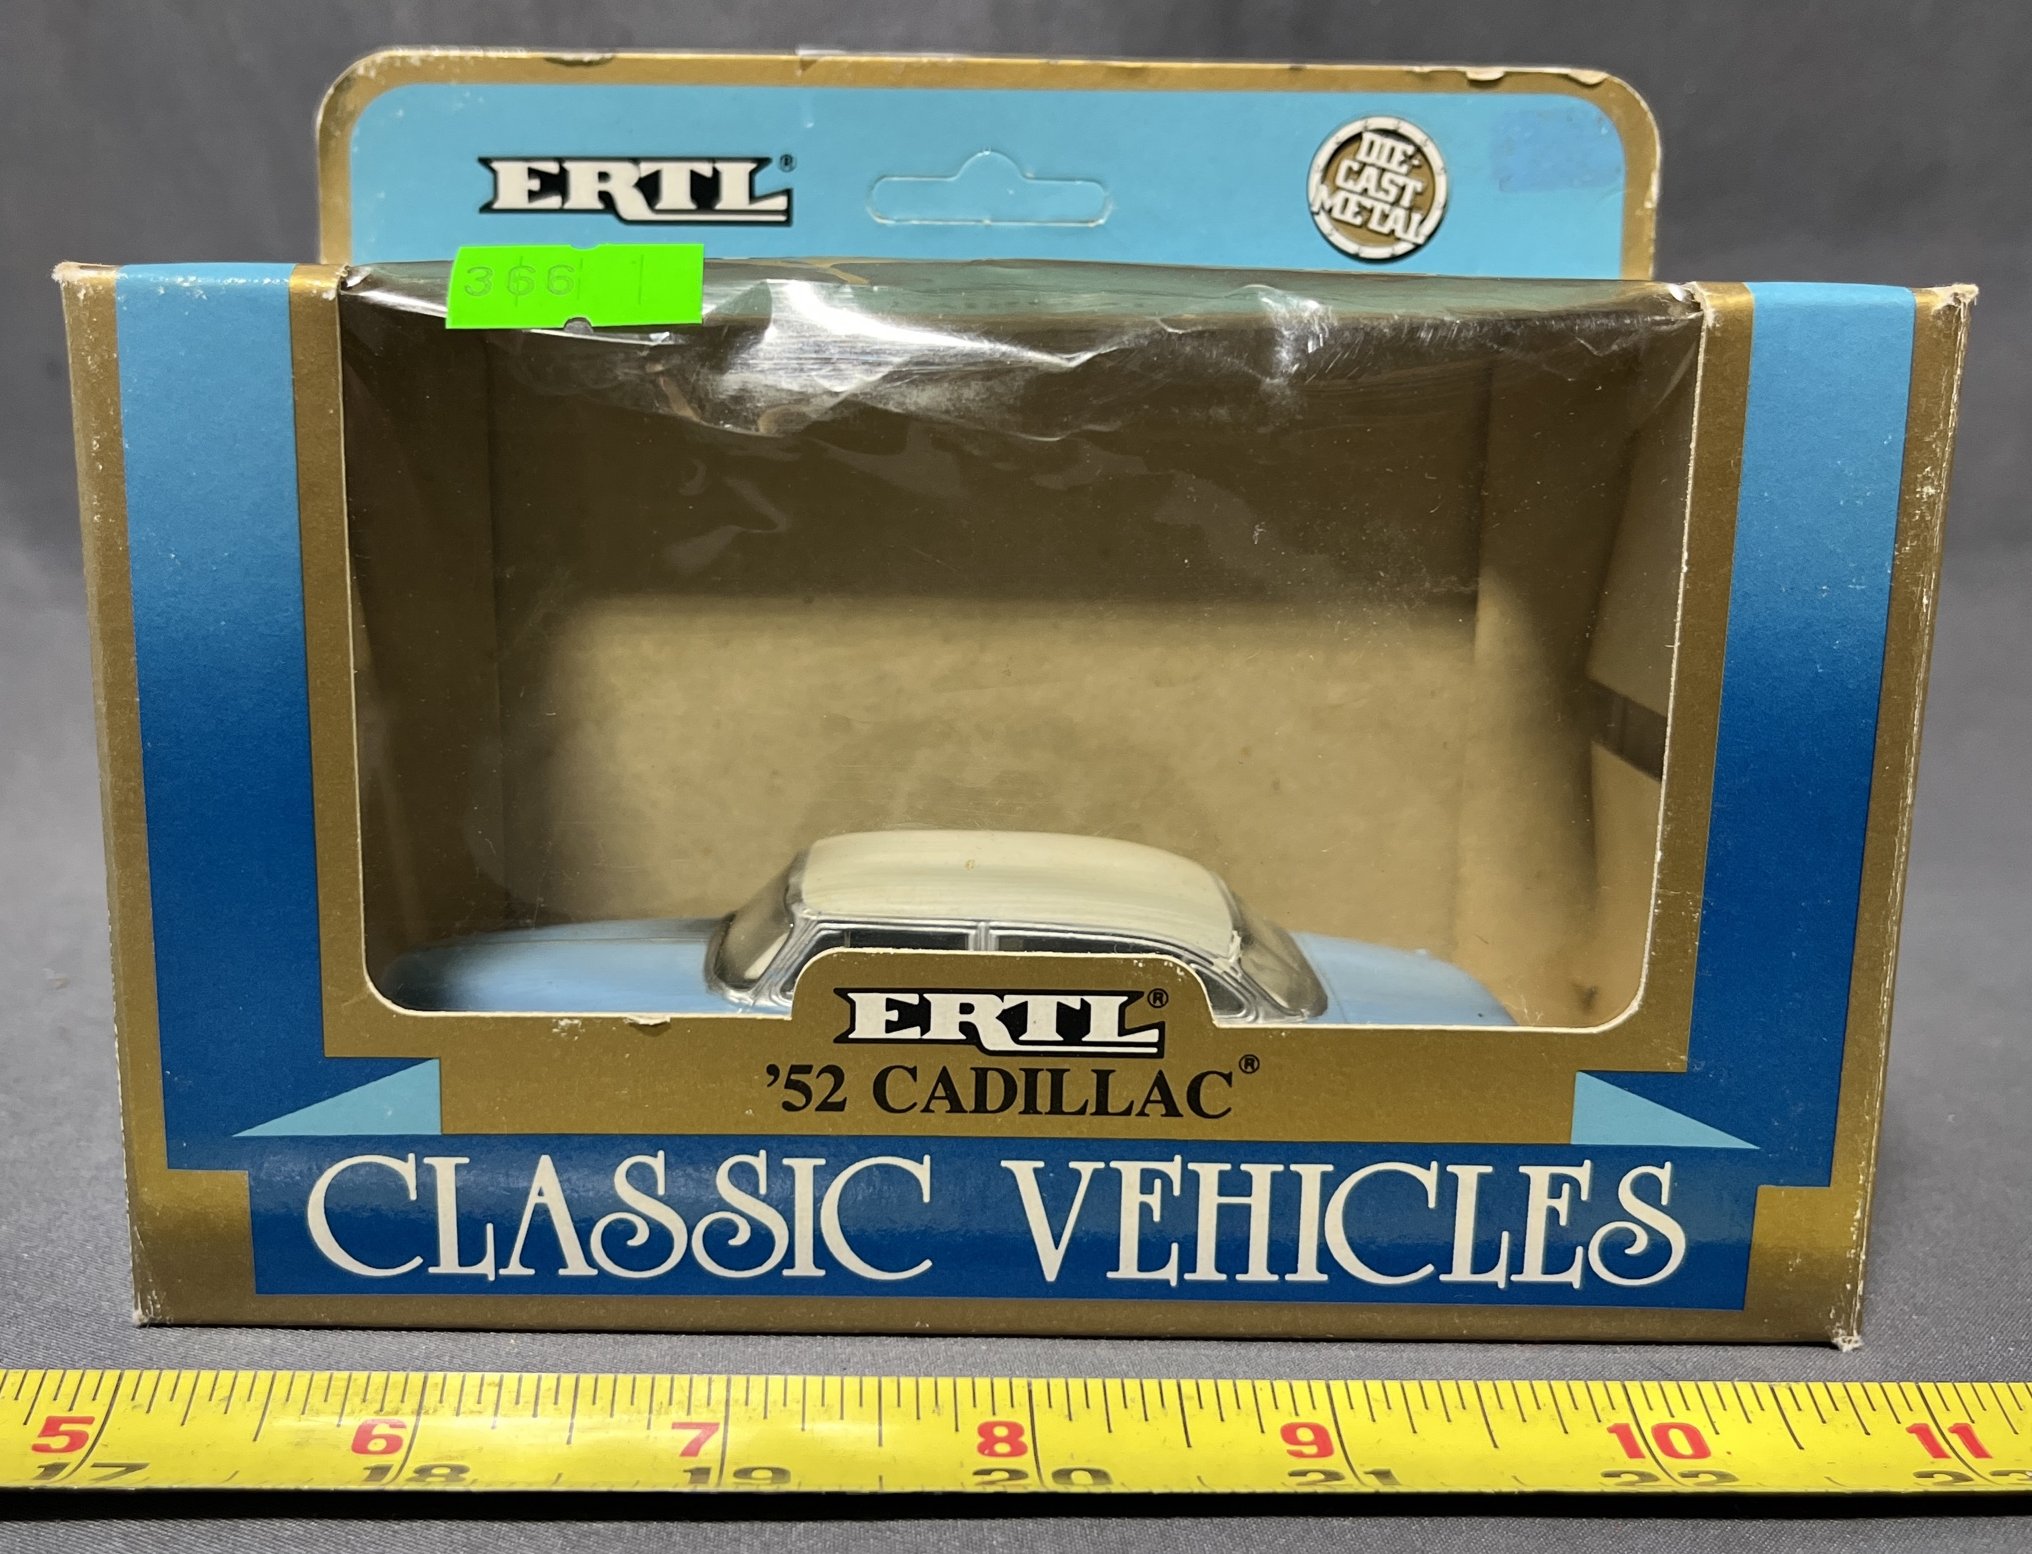 ERTL®
DIE-
CAST
METAL
366
ERTL®
'52 CADILLAC®
CLASSIC VEHICLES
5 6 7 8 9 10 11
17 18 19 20 21 22 23